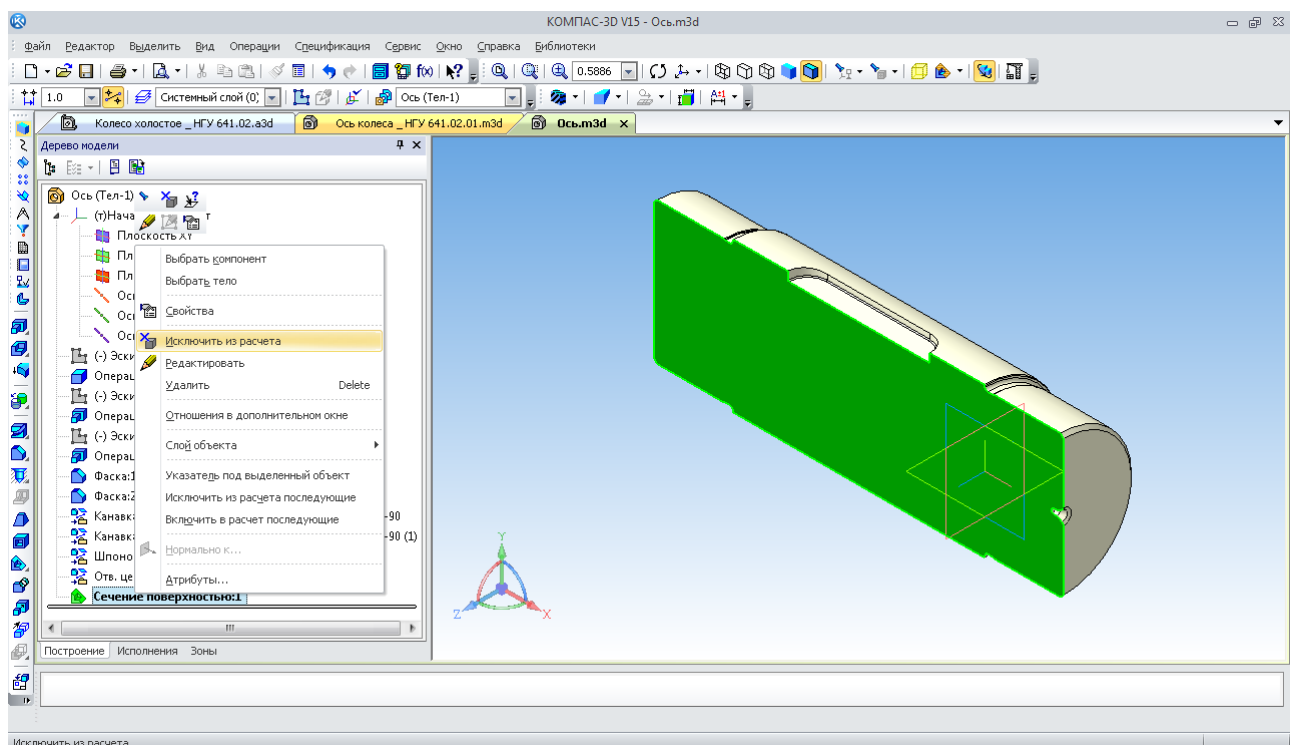 КОМПАС-3D V15 - Ось.m3d
Файл Редактор Выделить Вид Операции Спецификация Сервис Окно Справка Библиотеки
0.5886
1.0 Системный слой (0; Ось (Тел-1)
Колесо холостое _ НГУ 641.02.a3d Ось колеса _ НГУ 641.02.01.m3d Ось.m3d
Дерево модели
Ось (Тел-1)
(т)Нача т
Плоскость XY
Пл
Пл
Ос
Ос
Ос
(-) Эски
Операц
(-) Эски
Операц
(-) Эски
Операц
Фаска:1
Фаска:2
Канавка -90
Канавка -90 (1)
Шпоно
Отв. це
Сечение поверхностью:1
Выбрать компонент
Выбрать тело
Свойства
Исключить из расчета
Редактировать
Удалить Delete
Отношения в дополнительном окне
Слой объекта
Указатель под выделенный объект
Исключить из расчета последующие
Включить в расчет последующие
Нормально к...
Атрибуты...
Построение Исполнения Зоны
Y
Z
X
Исключить из расчета